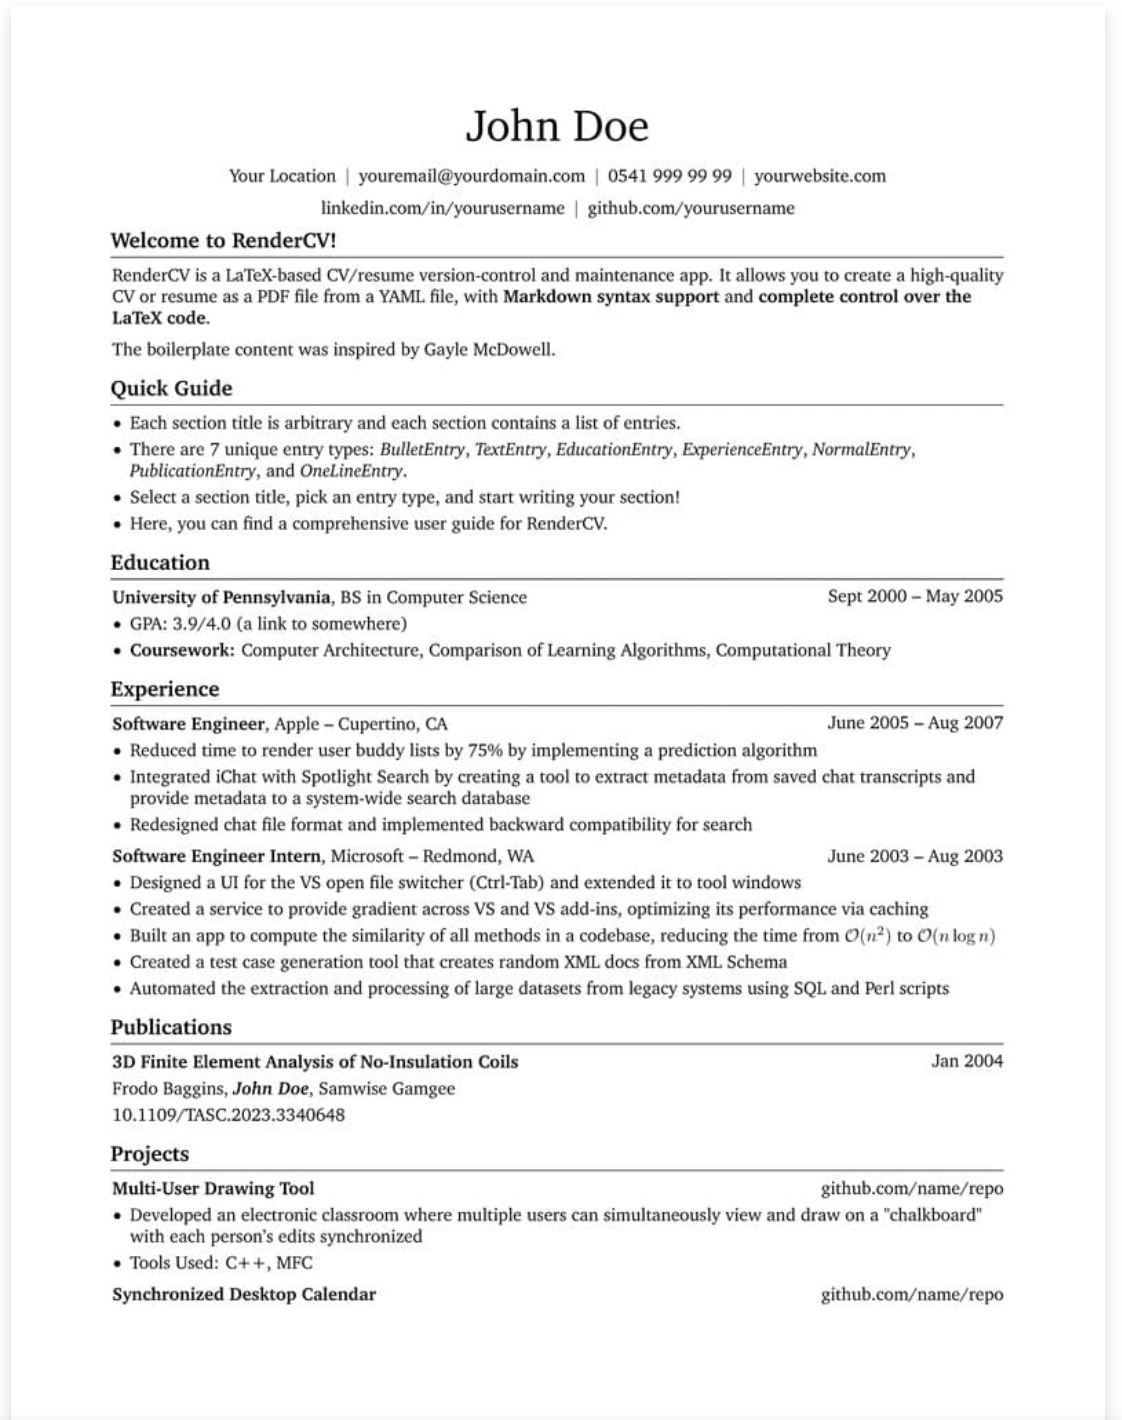 John Doe
Your Location | youremail@yourdomain.com | 0541 999 99 99 | yourwebsite.com
linkedin.com/in/yourusername | github.com/yourusername
Welcome to RenderCV!
RenderCV is a LaTeX-based CV/resume version-control and maintenance app. It allows you to create a high-quality
CV or resume as a PDF file from a YAML file, with Markdown syntax support and complete control over the
LaTeX code.
The boilerplate content was inspired by Gayle McDowell.
Quick Guide
• Each section title is arbitrary and each section contains a list of entries.
• There are 7 unique entry types: BulletEntry, TextEntry, EducationEntry, ExperienceEntry, NormalEntry,
PublicationEntry, and OneLineEntry.
• Select a section title, pick an entry type, and start writing your section!
• Here, you can find a comprehensive user guide for RenderCV.
Education
University of Pennsylvania, BS in Computer Science Sept 2000 – May 2005
• GPA: 3.9/4.0 (a link to somewhere)
• Coursework: Computer Architecture, Comparison of Learning Algorithms, Computational Theory
Experience
Software Engineer, Apple – Cupertino, CA June 2005 – Aug 2007
• Reduced time to render user buddy lists by 75% by implementing a prediction algorithm
• Integrated iChat with Spotlight Search by creating a tool to extract metadata from saved chat transcripts and
provide metadata to a system-wide search database
• Redesigned chat file format and implemented backward compatibility for search
Software Engineer Intern, Microsoft – Redmond, WA June 2003 – Aug 2003
• Designed a UI for the VS open file switcher (Ctrl-Tab) and extended it to tool windows
• Created a service to provide gradient across VS and VS add-ins, optimizing its performance via caching
• Built an app to compute the similarity of all methods in a codebase, reducing the time from 𝒪(n²) to 𝒪(n log n)
• Created a test case generation tool that creates random XML docs from XML Schema
• Automated the extraction and processing of large datasets from legacy systems using SQL and Perl scripts
Publications
3D Finite Element Analysis of No-Insulation Coils Jan 2004
Frodo Baggins, John Doe, Samwise Gamgee
10.1109/TASC.2023.3340648
Projects
Multi-User Drawing Tool github.com/name/repo
• Developed an electronic classroom where multiple users can simultaneously view and draw on a "chalkboard"
with each person's edits synchronized
• Tools Used: C++, MFC
Synchronized Desktop Calendar github.com/name/repo